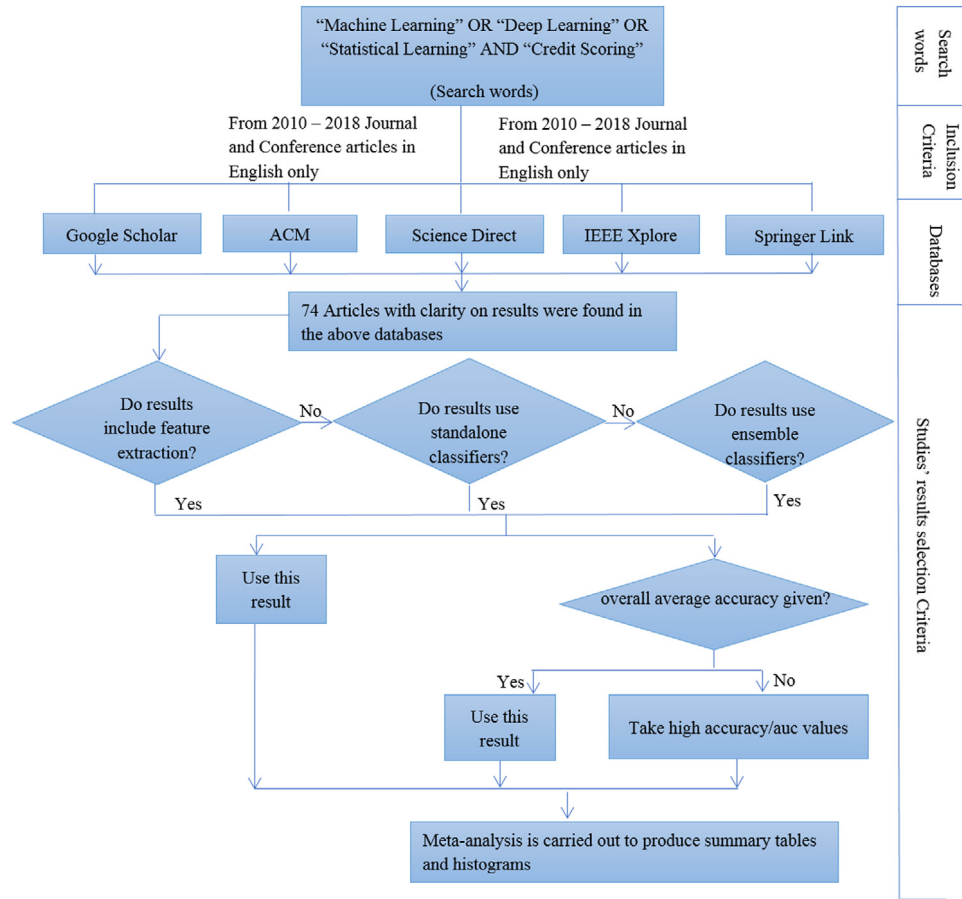 “Machine Learning” OR “Deep Learning” OR
“Statistical Learning” AND “Credit Scoring”
(Search words)
Search
words
From 2010 – 2018 Journal
and Conference articles in
English only
From 2010 – 2018 Journal
and Conference articles in
English only
Inclusion
Criteria
Google Scholar
ACM
Science Direct
IEEE Xplore
Springer Link
Databases
74 Articles with clarity on results were found in
the above databases
Do results
include feature
extraction?
No
Do results use
standalone
classifiers?
No
Do results use
ensemble
classifiers?
Yes
Yes
Yes
Studies’ results selection Criteria
Use this
result
overall average accuracy given?
Yes
No
Use this
result
Take high accuracy/auc values
Meta-analysis is carried out to produce summary tables
and histograms